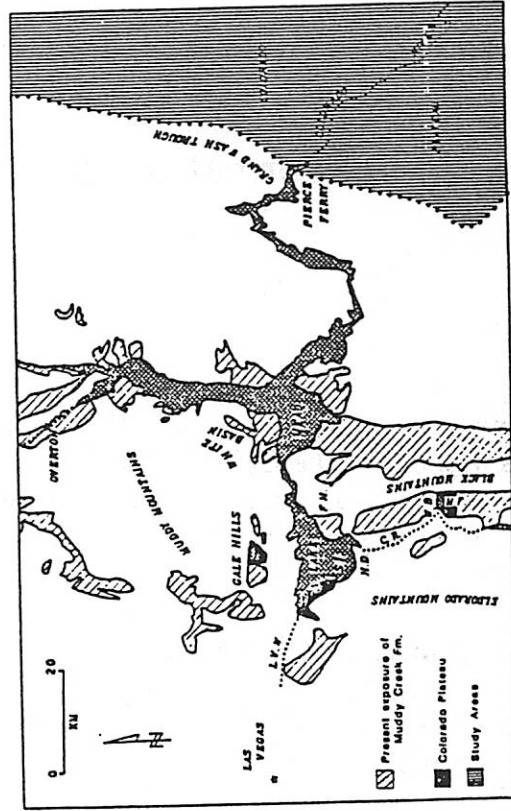 OVERTON
MUDDY MOUNTAINS
WHITE
BASIN
GRAND WASH TROUGH
PIERCE
FERRY
GALE HILLS
LAS
VEGAS
L.V.W.
F.M.
H.D.
C.R.
BLACK MOUNTAINS
ELDORADO MOUNTAINS
0 20
KM
N
Present exposure of
Muddy Creek Fm.
Colorado Plateau
Study Areas